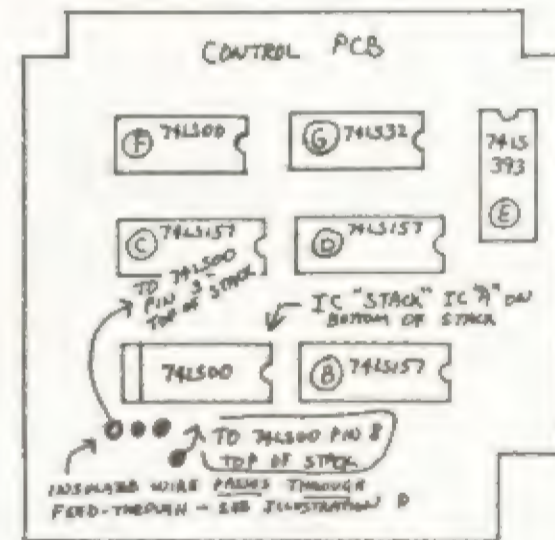 CONTROL PCB
F 74LS00
G 74LS32
74LS
393
E
C 74LS157
D 74LS157
TO 74LS00
PIN 3 -
TOP OF STACK
IC "STACK" IC "A" ON
BOTTOM OF STACK
74LS00
B 74LS157
TO 74LS00 PIN 8
TOP OF STACK
INSULATED WIRE PASSES THROUGH
FEED-THROUGH - SEE ILLUSTRATION D